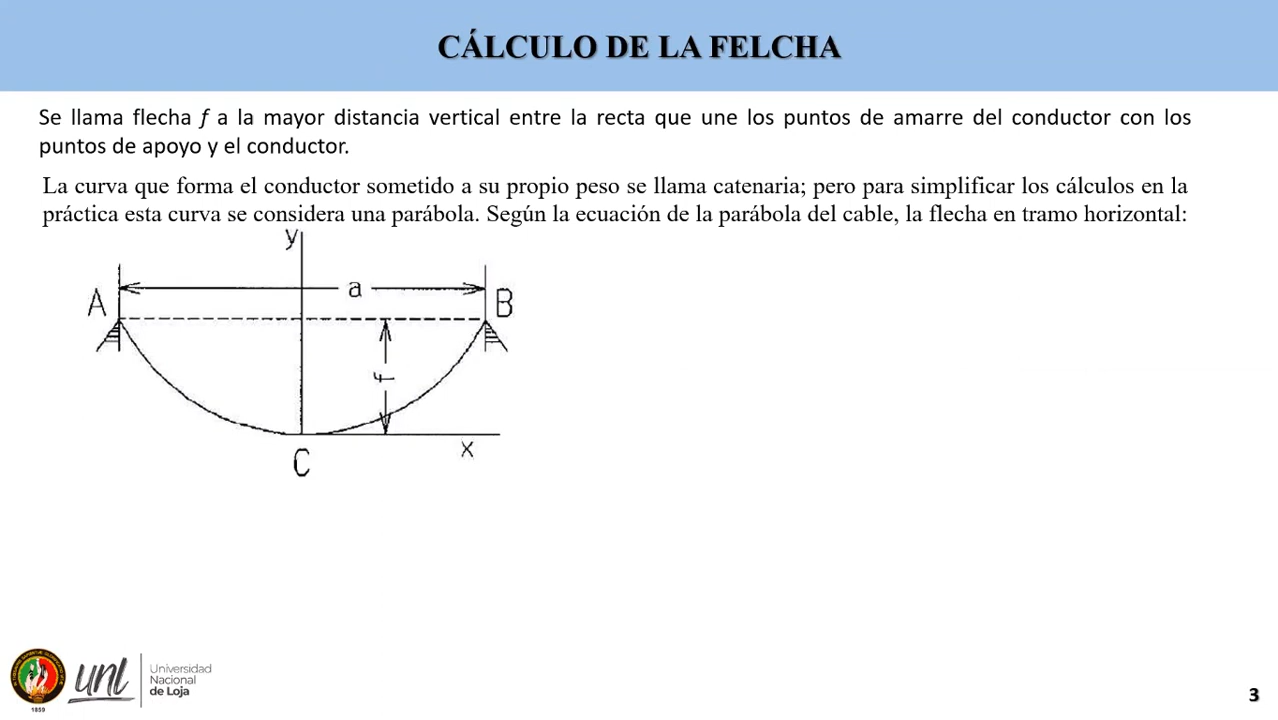 CÁLCULO DE LA FELCHA
Se llama flecha f a la mayor distancia vertical entre la recta que une los puntos de amarre del conductor con los
puntos de apoyo y el conductor.
La curva que forma el conductor sometido a su propio peso se llama catenaria; pero para simplificar los cálculos en la
práctica esta curva se considera una parábola. Según la ecuación de la parábola del cable, la flecha en tramo horizontal:
y
a
A
B
f
x
C
unl
Universidad
Nacional
de Loja
1859
3